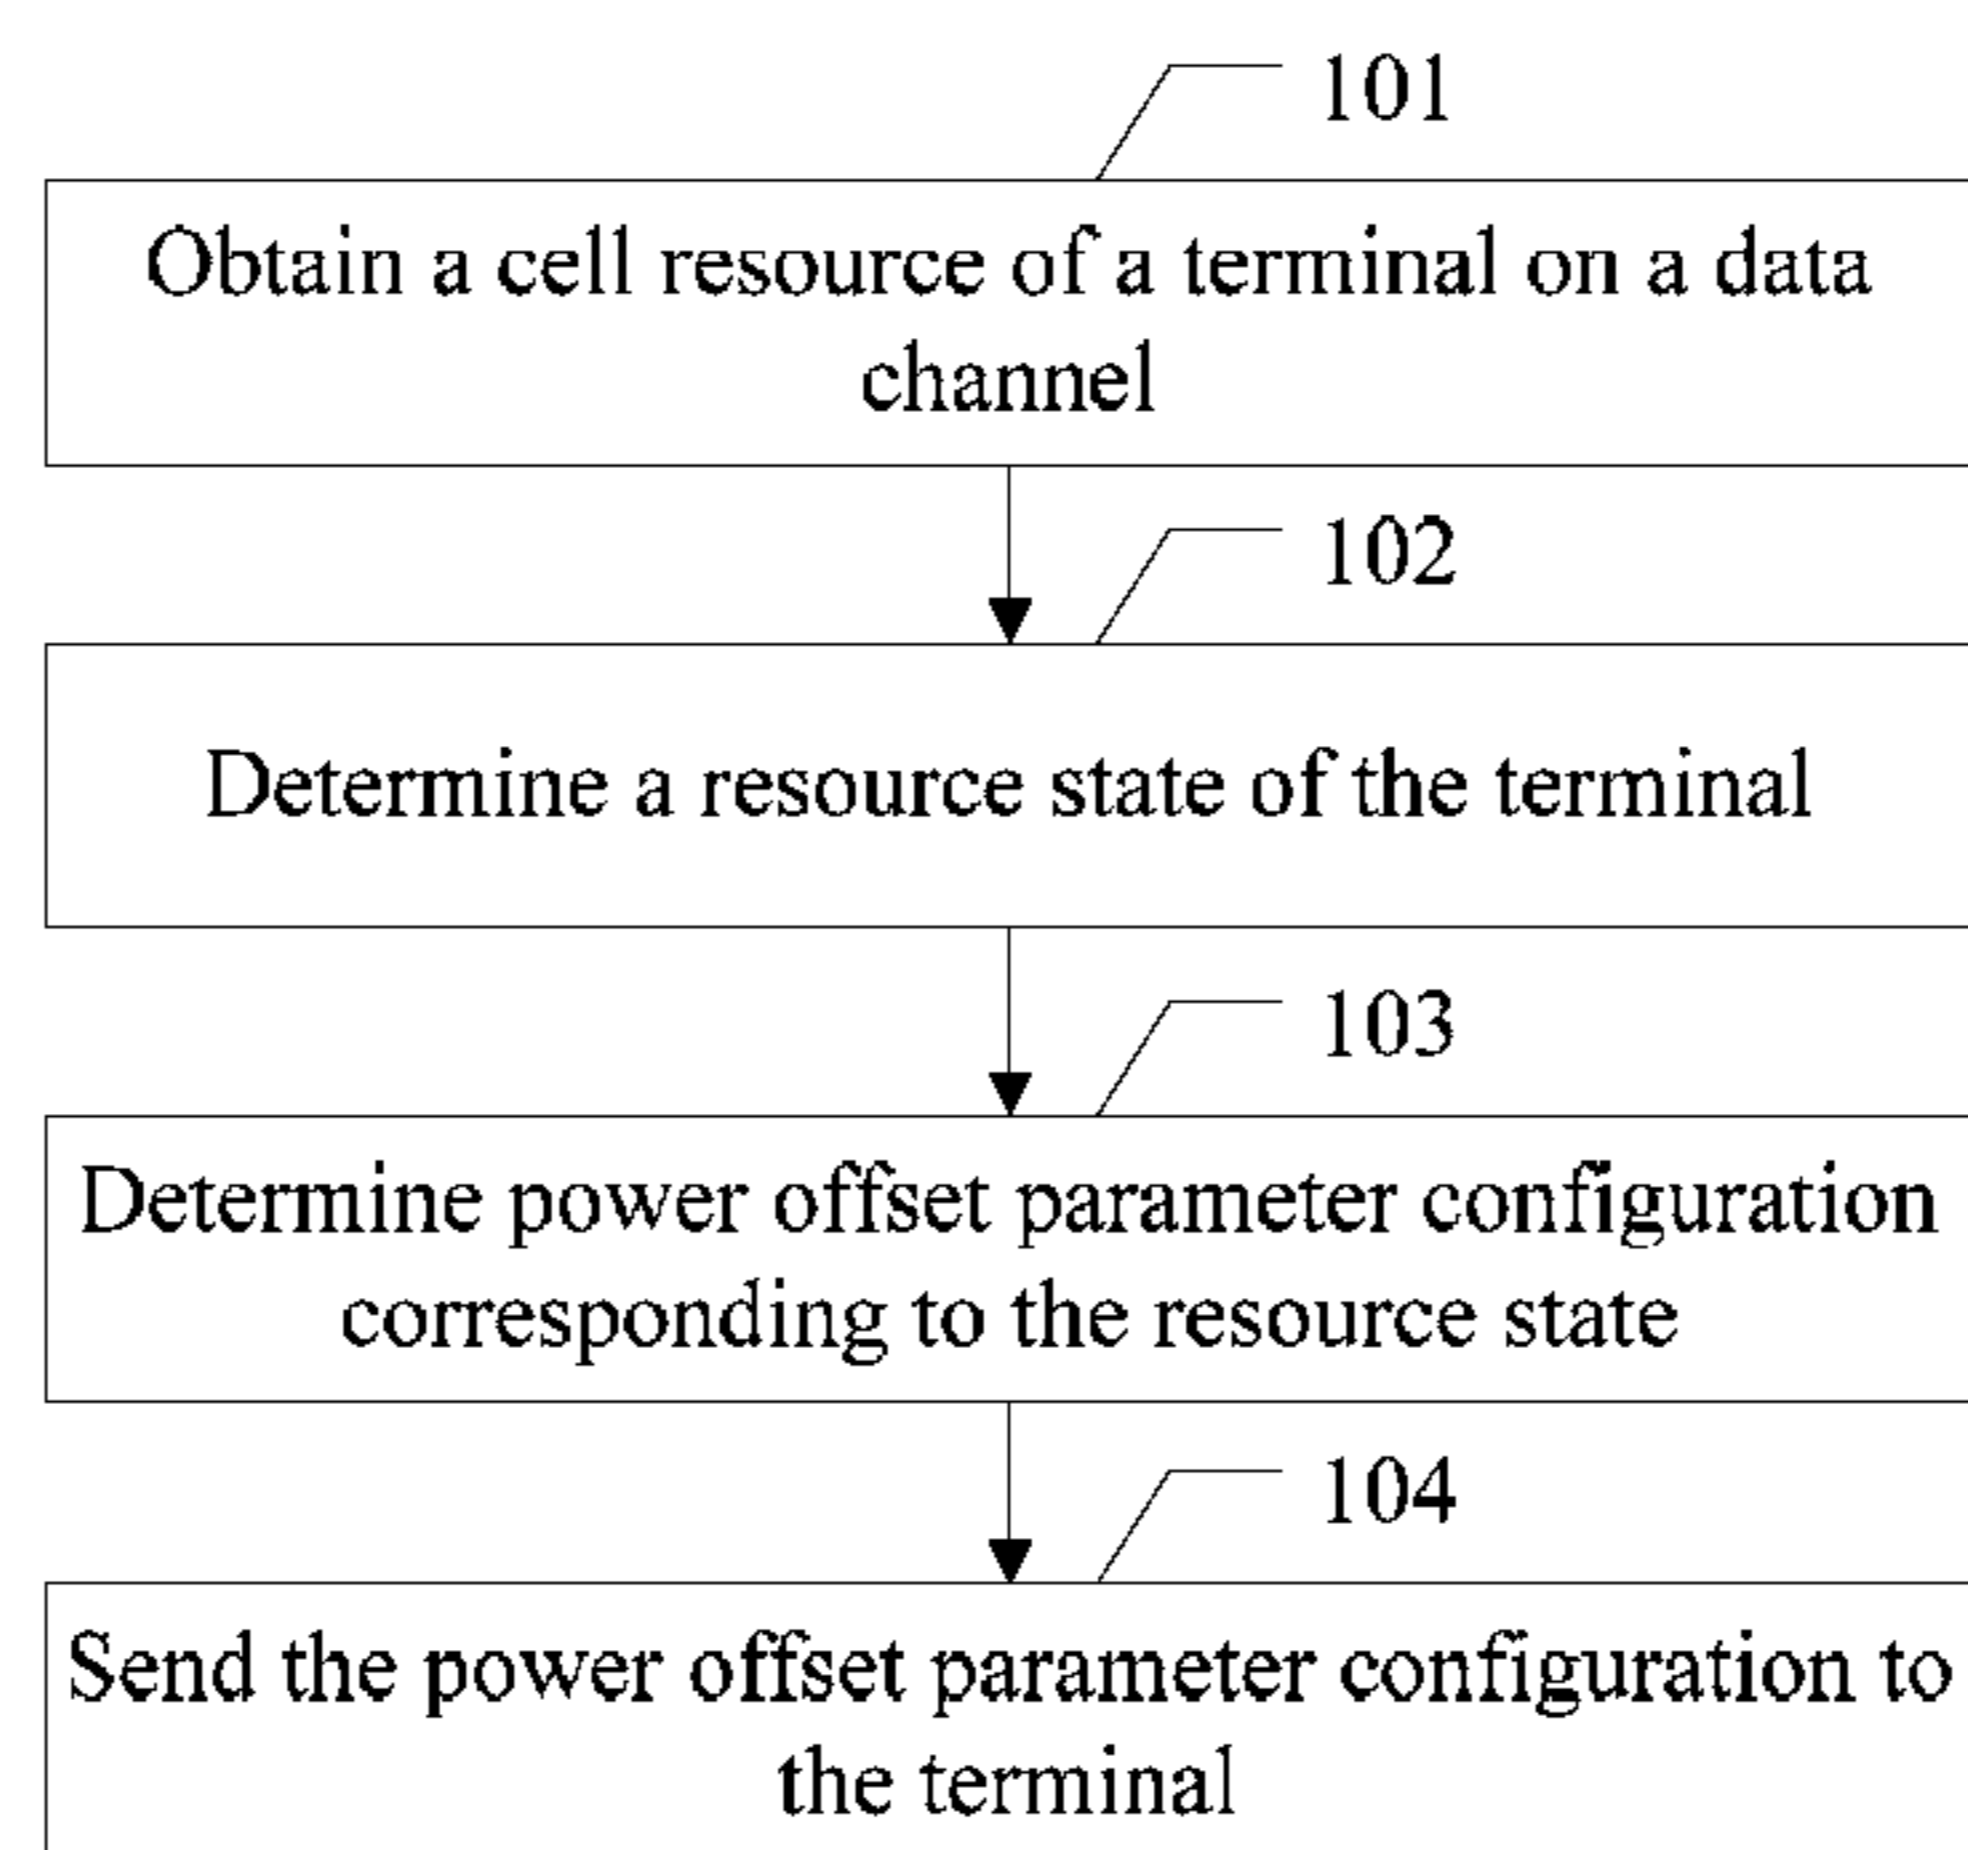 101
Obtain a cell resource of a terminal on a data
channel
102
Determine a resource state of the terminal
103
Determine power offset parameter configuration
corresponding to the resource state
104
Send the power offset parameter configuration to
the terminal